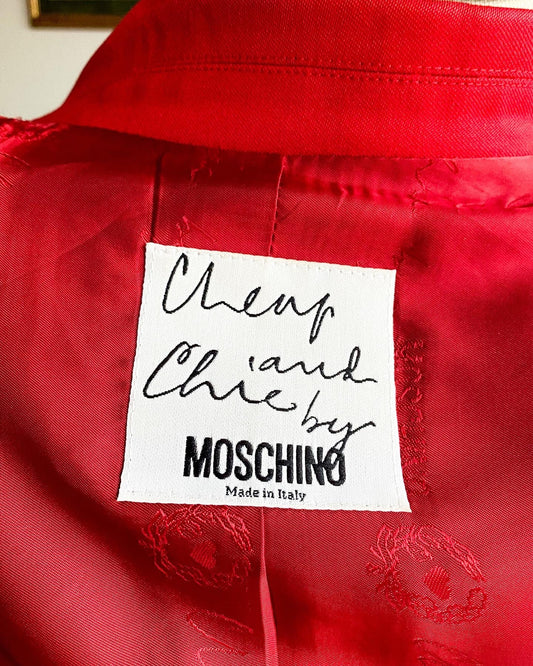 Cheap
and
Chic by
MOSCHINO
Made in Italy